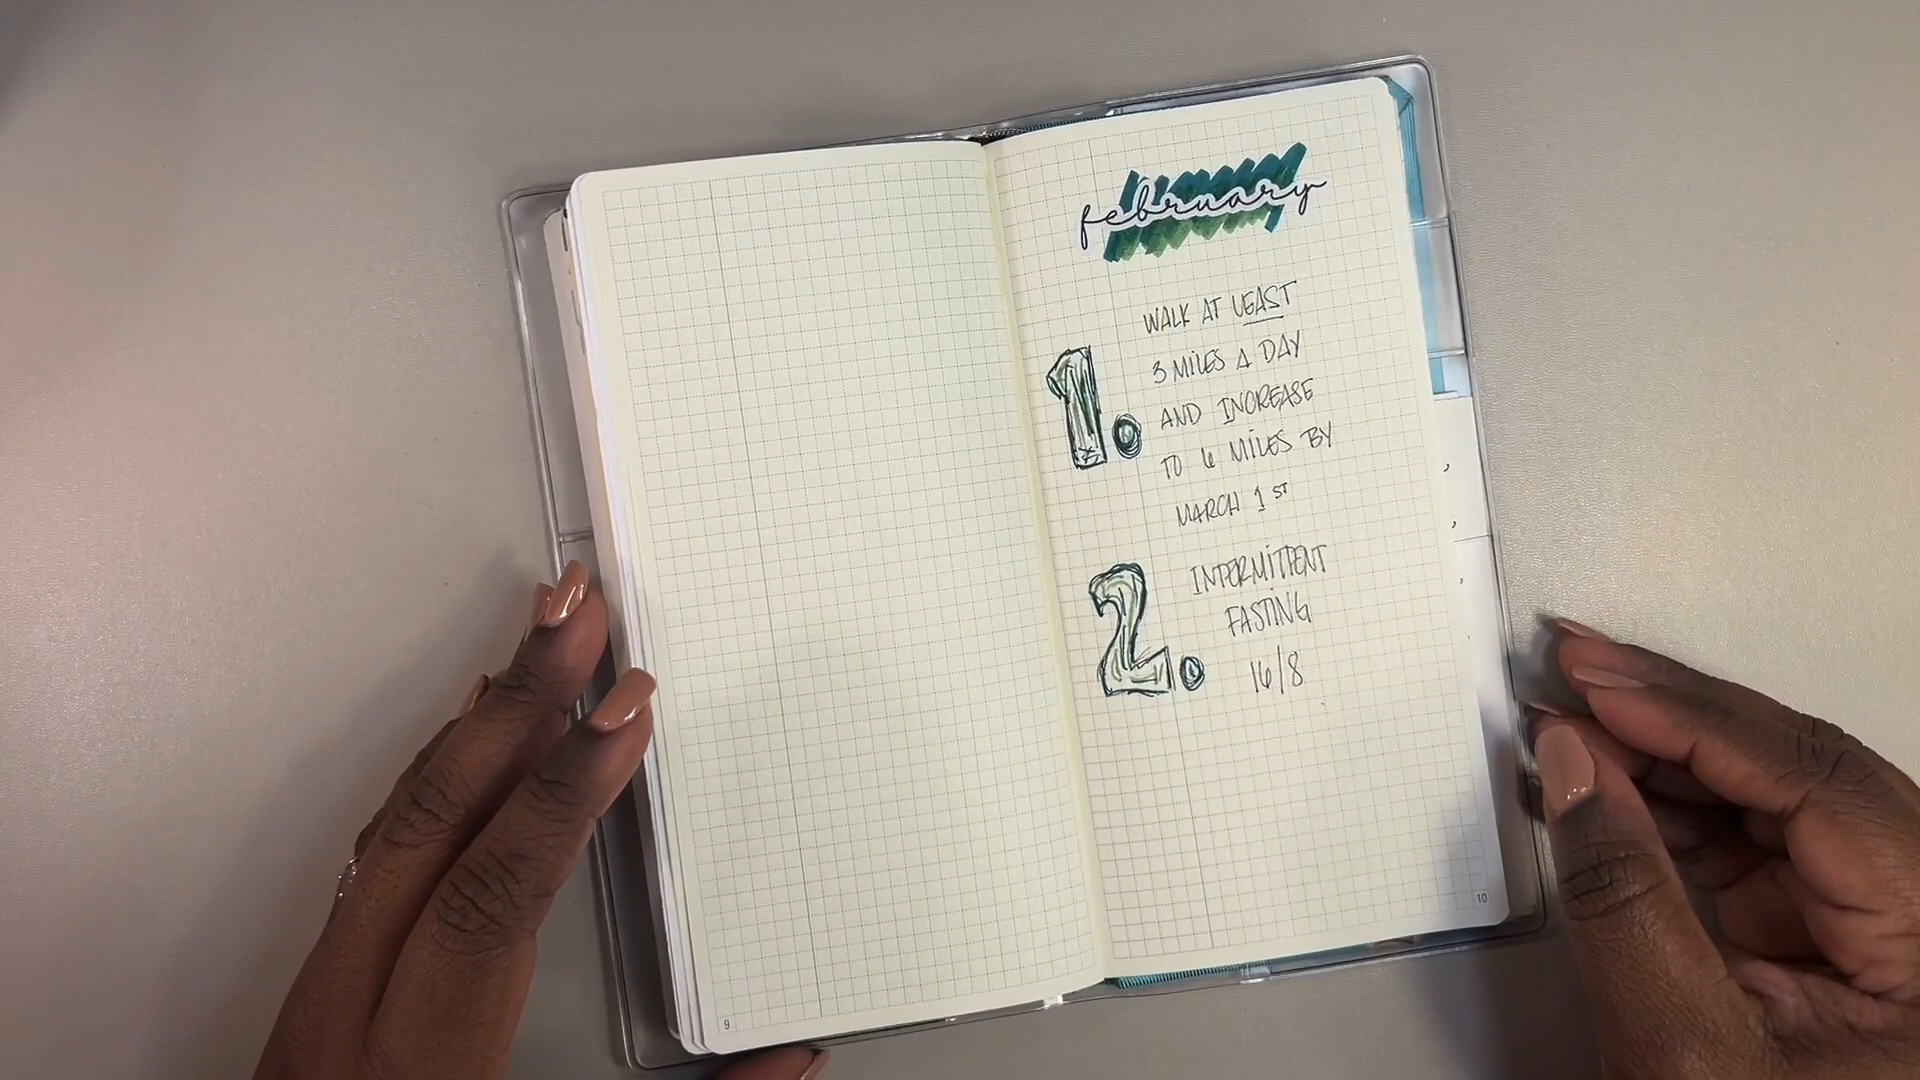 february
1.
WALK AT LEAST
3 MILES A DAY
AND INCREASE
TO 6 MILES BY
MARCH 1ST
2.
INTERMITTENT
FASTING
16/8
9
10